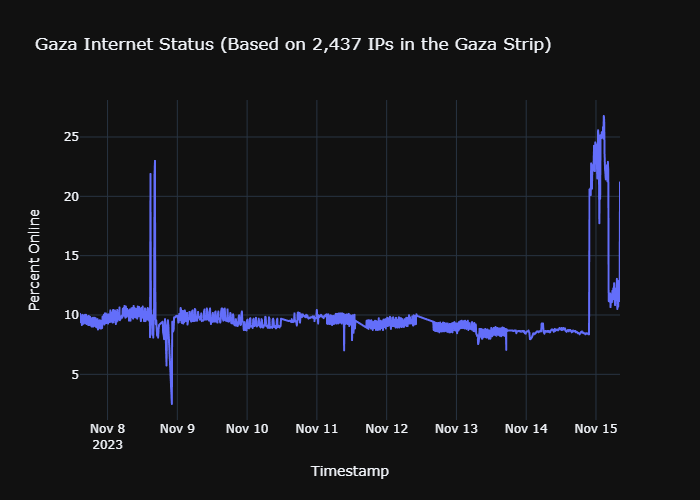 Gaza Internet Status (Based on 2,437 IPs in the Gaza Strip)
Percent Online
25
20
15
10
5
Nov 8 Nov 9 Nov 10 Nov 11 Nov 12 Nov 13 Nov 14 Nov 15
2023
Timestamp